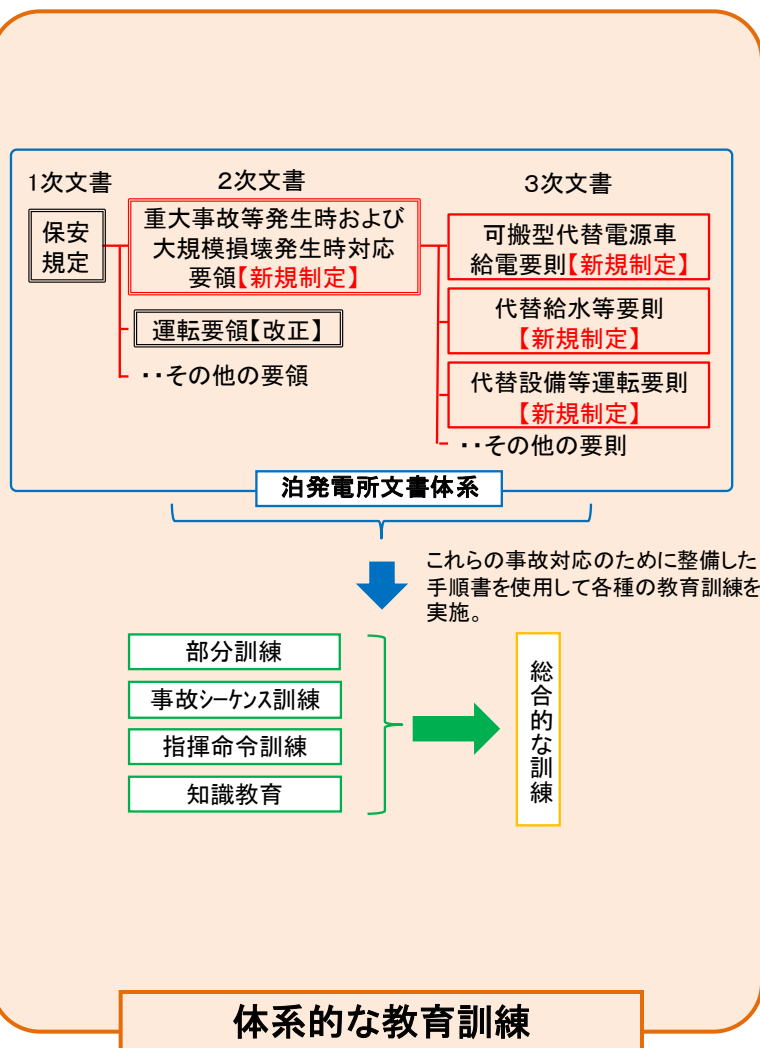 1次文書
2次文書
3次文書
保安
規定
重大事故等発生時および
大規模損壊発生時対応
要領【新規制定】
運転要領【改正】
・・その他の要領
可搬型代替電源車
給電要則【新規制定】
代替給水等要則
【新規制定】
代替設備等運転要則
【新規制定】
・・その他の要則
泊発電所文書体系
これらの事故対応のために整備した
手順書を使用して各種の教育訓練を
実施。
部分訓練
事故シーケンス訓練
指揮命令訓練
知識教育
総合的な訓練
体系的な教育訓練